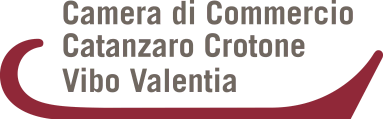 Camera di Commercio
Catanzaro Crotone
Vibo Valentia